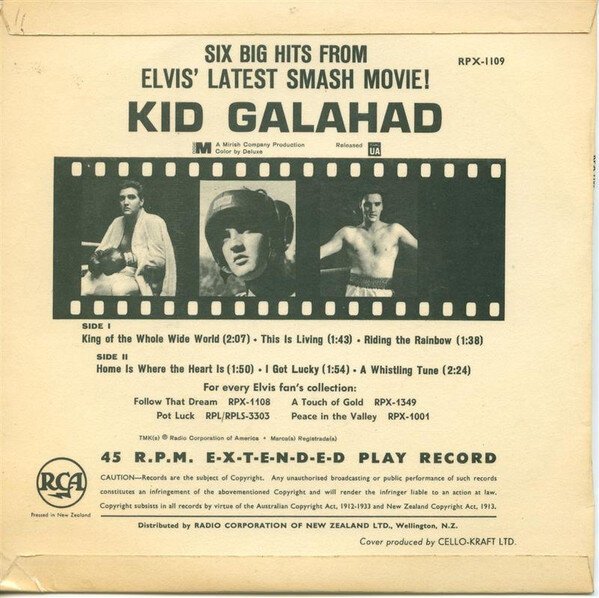 SIX BIG HITS FROM
ELVIS' LATEST SMASH MOVIE!
RPX-1109
KID GALAHAD
M A Mirish Company Production
Color by Deluxe
Released UA
SIDE I
King of the Whole Wide World (2:07) • This Is Living (1:43) • Riding the Rainbow (1:38)
SIDE II
Home Is Where the Heart Is (1:50) • I Got Lucky (1:54) • A Whistling Tune (2:24)
For every Elvis fan's collection:
Follow That Dream RPX-1108 A Touch of Gold RPX-1349
Pot Luck RPL/RPLS-3303 Peace in the Valley RPX-1001
TMK(s) ® Radio Corporation of America • Marca(s) Registrada(s)
45 R.P.M. E-X-T-E-N-D-E-D PLAY RECORD
RCA
Pressed in New Zealand
CAUTION—Records are the subject of Copyright. Any unauthorised broadcasting or public performance of such records
constitutes an infringement of the abovementioned Copyright and will render the infringer liable to an action at law.
Copyright subsists in all records by virtue of the Australian Copyright Act, 1912-1933 and New Zealand Copyright Act, 1913.
Distributed by RADIO CORPORATION OF NEW ZEALAND LTD., Wellington, N.Z.
Cover produced by CELLO-KRAFT LTD.